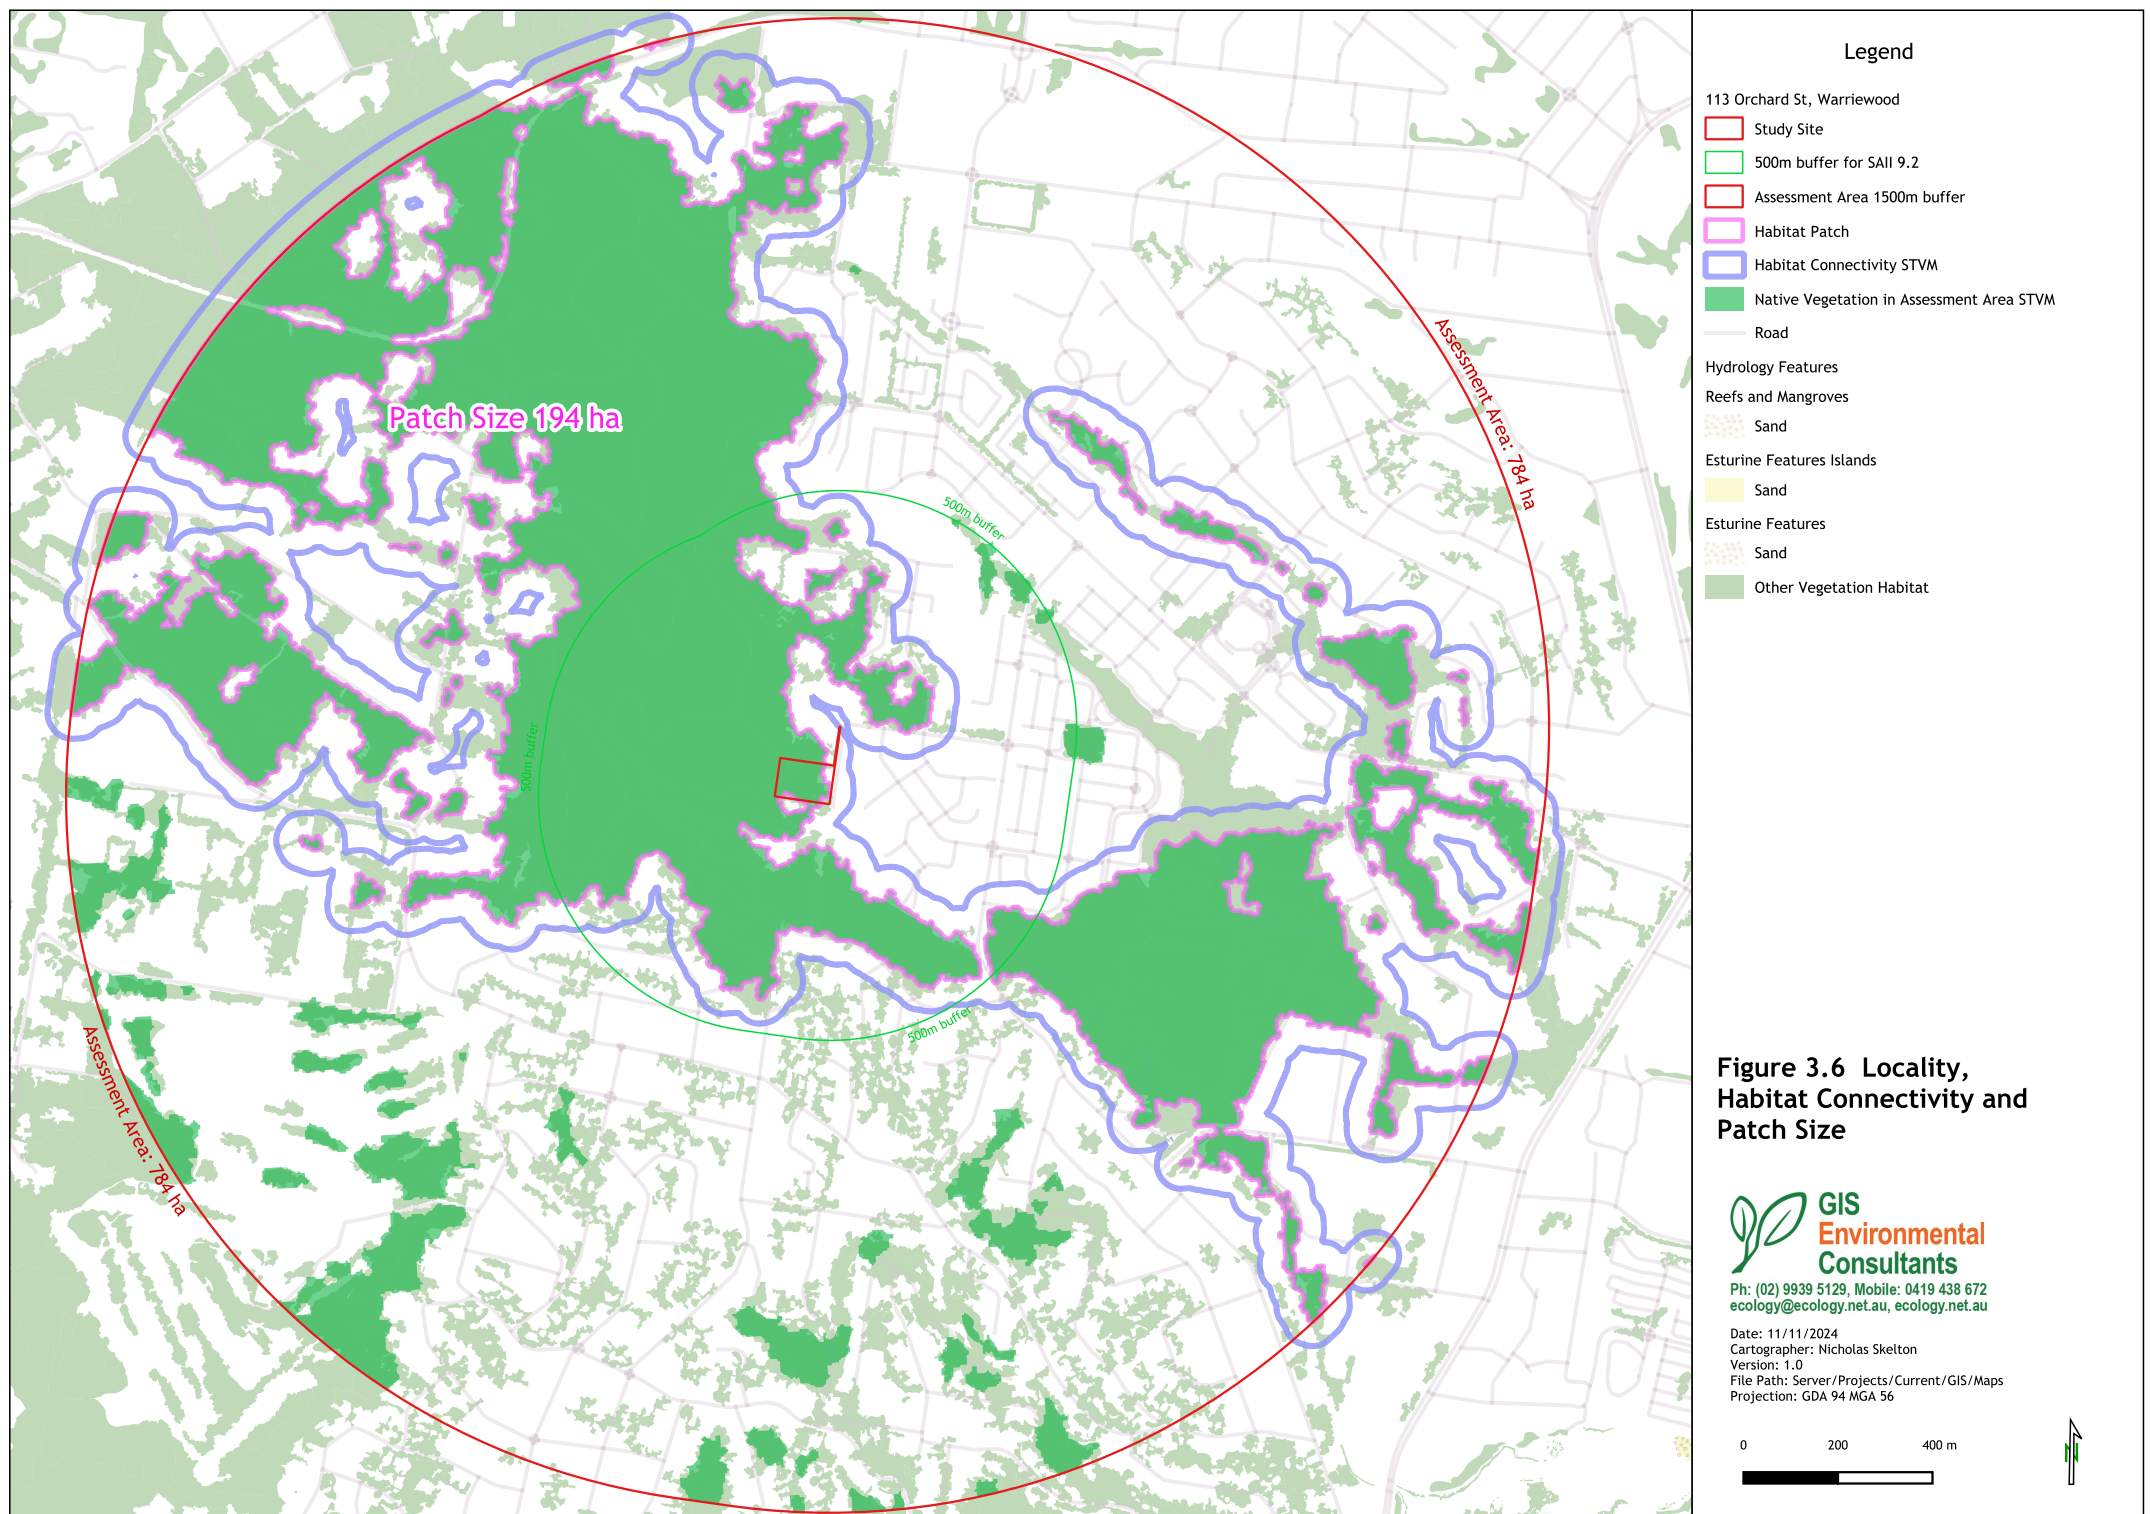 Legend
113 Orchard St, Warriewood
Study Site
500m buffer for SAII 9.2
Assessment Area 1500m buffer
Habitat Patch
Habitat Connectivity STVM
Native Vegetation in Assessment Area STVM
Road
Hydrology Features
Reefs and Mangroves
Sand
Esturine Features Islands
Sand
Esturine Features
Sand
Other Vegetation Habitat
Patch Size 194 ha
Assessment Area: 784 ha
500m buffer
500m buffer
500m buffer
Assessment Area: 784 ha
Figure 3.6 Locality,
Habitat Connectivity and
Patch Size
GIS
Environmental
Consultants
Ph: (02) 9939 5129, Mobile: 0419 438 672
ecology@ecology.net.au, ecology.net.au
Date: 11/11/2024
Cartographer: Nicholas Skelton
Version: 1.0
File Path: Server/Projects/Current/GIS/Maps
Projection: GDA 94 MGA 56
0 200 400 m
N